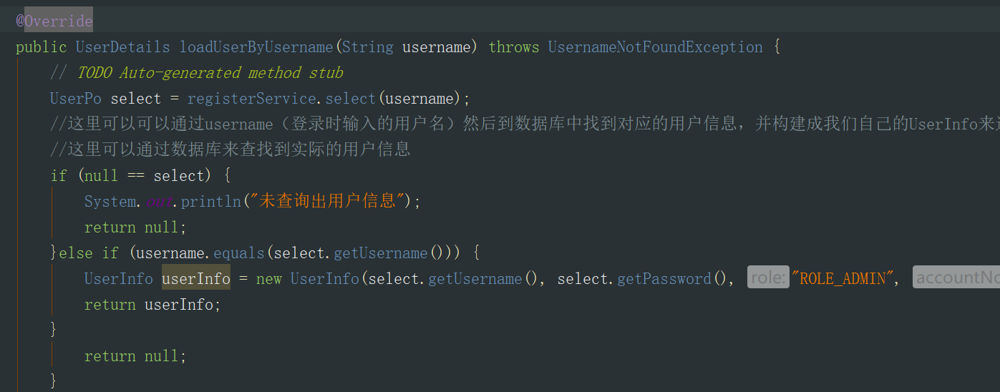 @Override
public UserDetails loadUserByUsername(String username) throws UsernameNotFoundException {
// TODO Auto-generated method stub
UserPo select = registerService.select(username);
//这里可以可以通过username（登录时输入的用户名）然后到数据库中找到对应的用户信息，并构建成我们自己的UserInfo来
//这里可以通过数据库来查找到实际的用户信息
if (null == select) {
System.out.println("未查询出用户信息");
return null;
}else if (username.equals(select.getUsername())) {
UserInfo userInfo = new UserInfo(select.getUsername(), select.getPassword(), role: "ROLE_ADMIN",
return userInfo;
}
return null;
}